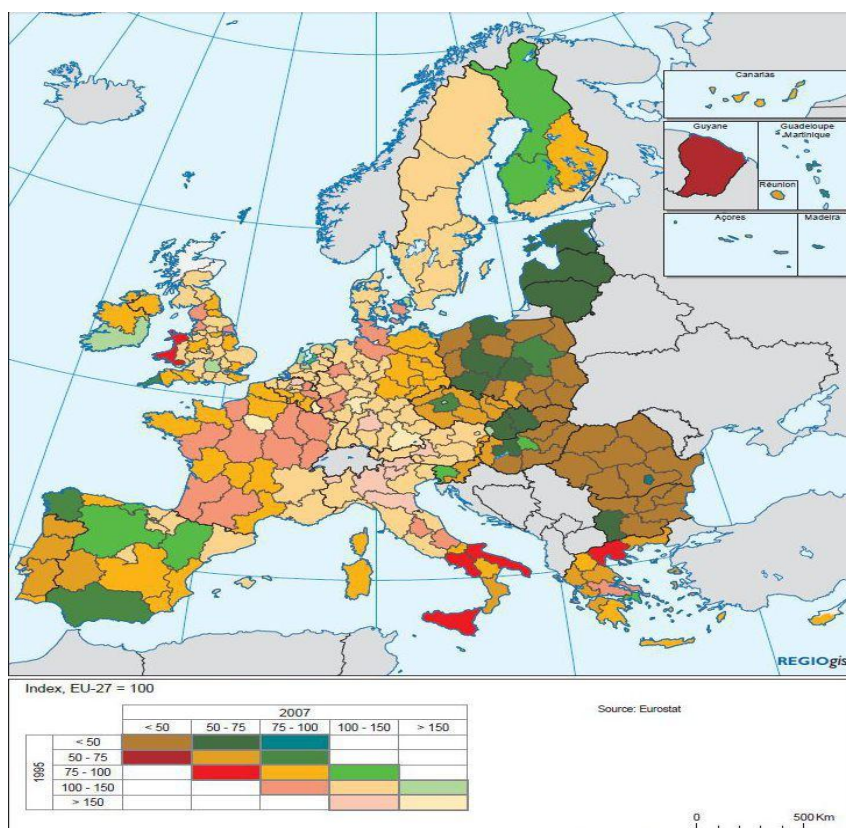 Canarias
Guyane
Guadeloupe
Martinique
Réunion
Açores
Madeira
REGIOgis
Index, EU-27 = 100
Source: Eurostat
2007
< 50 50 - 75 75 - 100 100 - 150 > 150
1995
< 50
50 - 75
75 - 100
100 - 150
> 150
0 500 Km